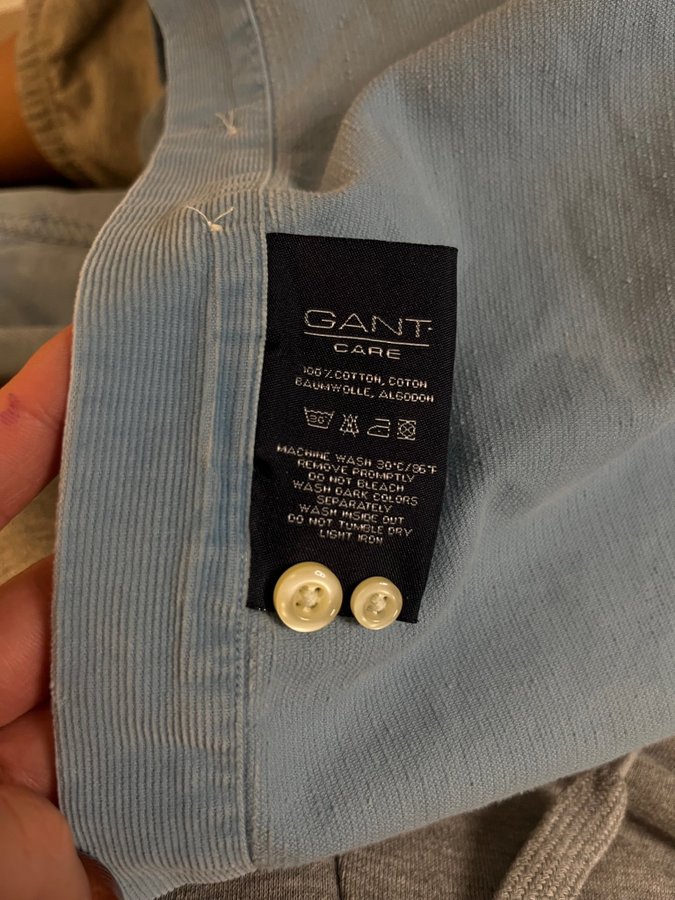 GANT
CARE
100% COTTON, COTON
BAUMWOLLE, ALGODON
30°
MACHINE WASH 30°C/86°F
REMOVE PROMPTLY
DO NOT BLEACH
WASH DARK COLORS
SEPARATELY
WASH INSIDE OUT
DO NOT TUMBLE DRY
LIGHT IRON